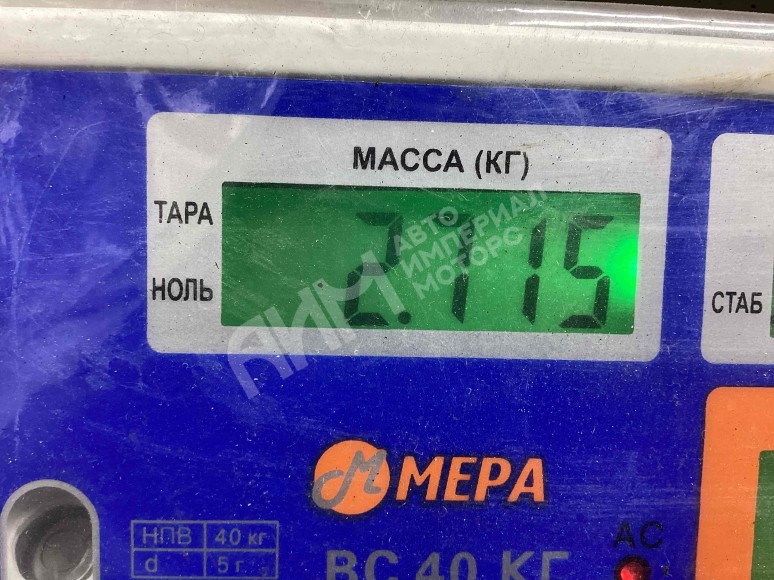 МАССА (КГ)
ТАРА
2.715
НОЛЬ
СТАБ
АИМ
АВТО
ИМПЕРИАЛ
МОТОРС
МЕРА
НПВ 40 кг
d 5 г
ВС 40 КГ
АС